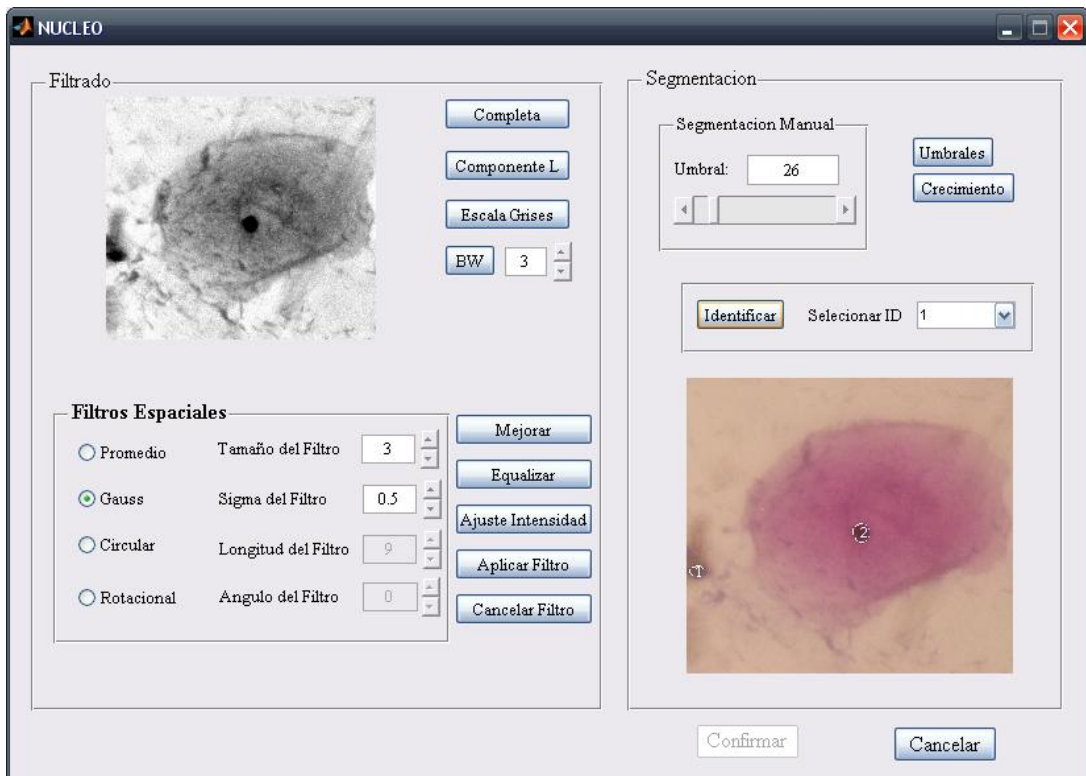 NUCLEO
Filtrado
Completa
Componente L
Escala Grises
BW 3
Filtros Espaciales
Promedio Tamaño del Filtro 3
Gauss Sigma del Filtro 0.5
Circular Longitud del Filtro 9
Rotacional Angulo del Filtro 0
Mejorar
Equalizar
Ajuste Intensidad
Aplicar Filtro
Cancelar Filtro
Segmentacion
Segmentacion Manual
Umbral: 26
Umbrales
Crecimiento
Identificar Selecionar ID 1
2
1
Confirmar Cancelar